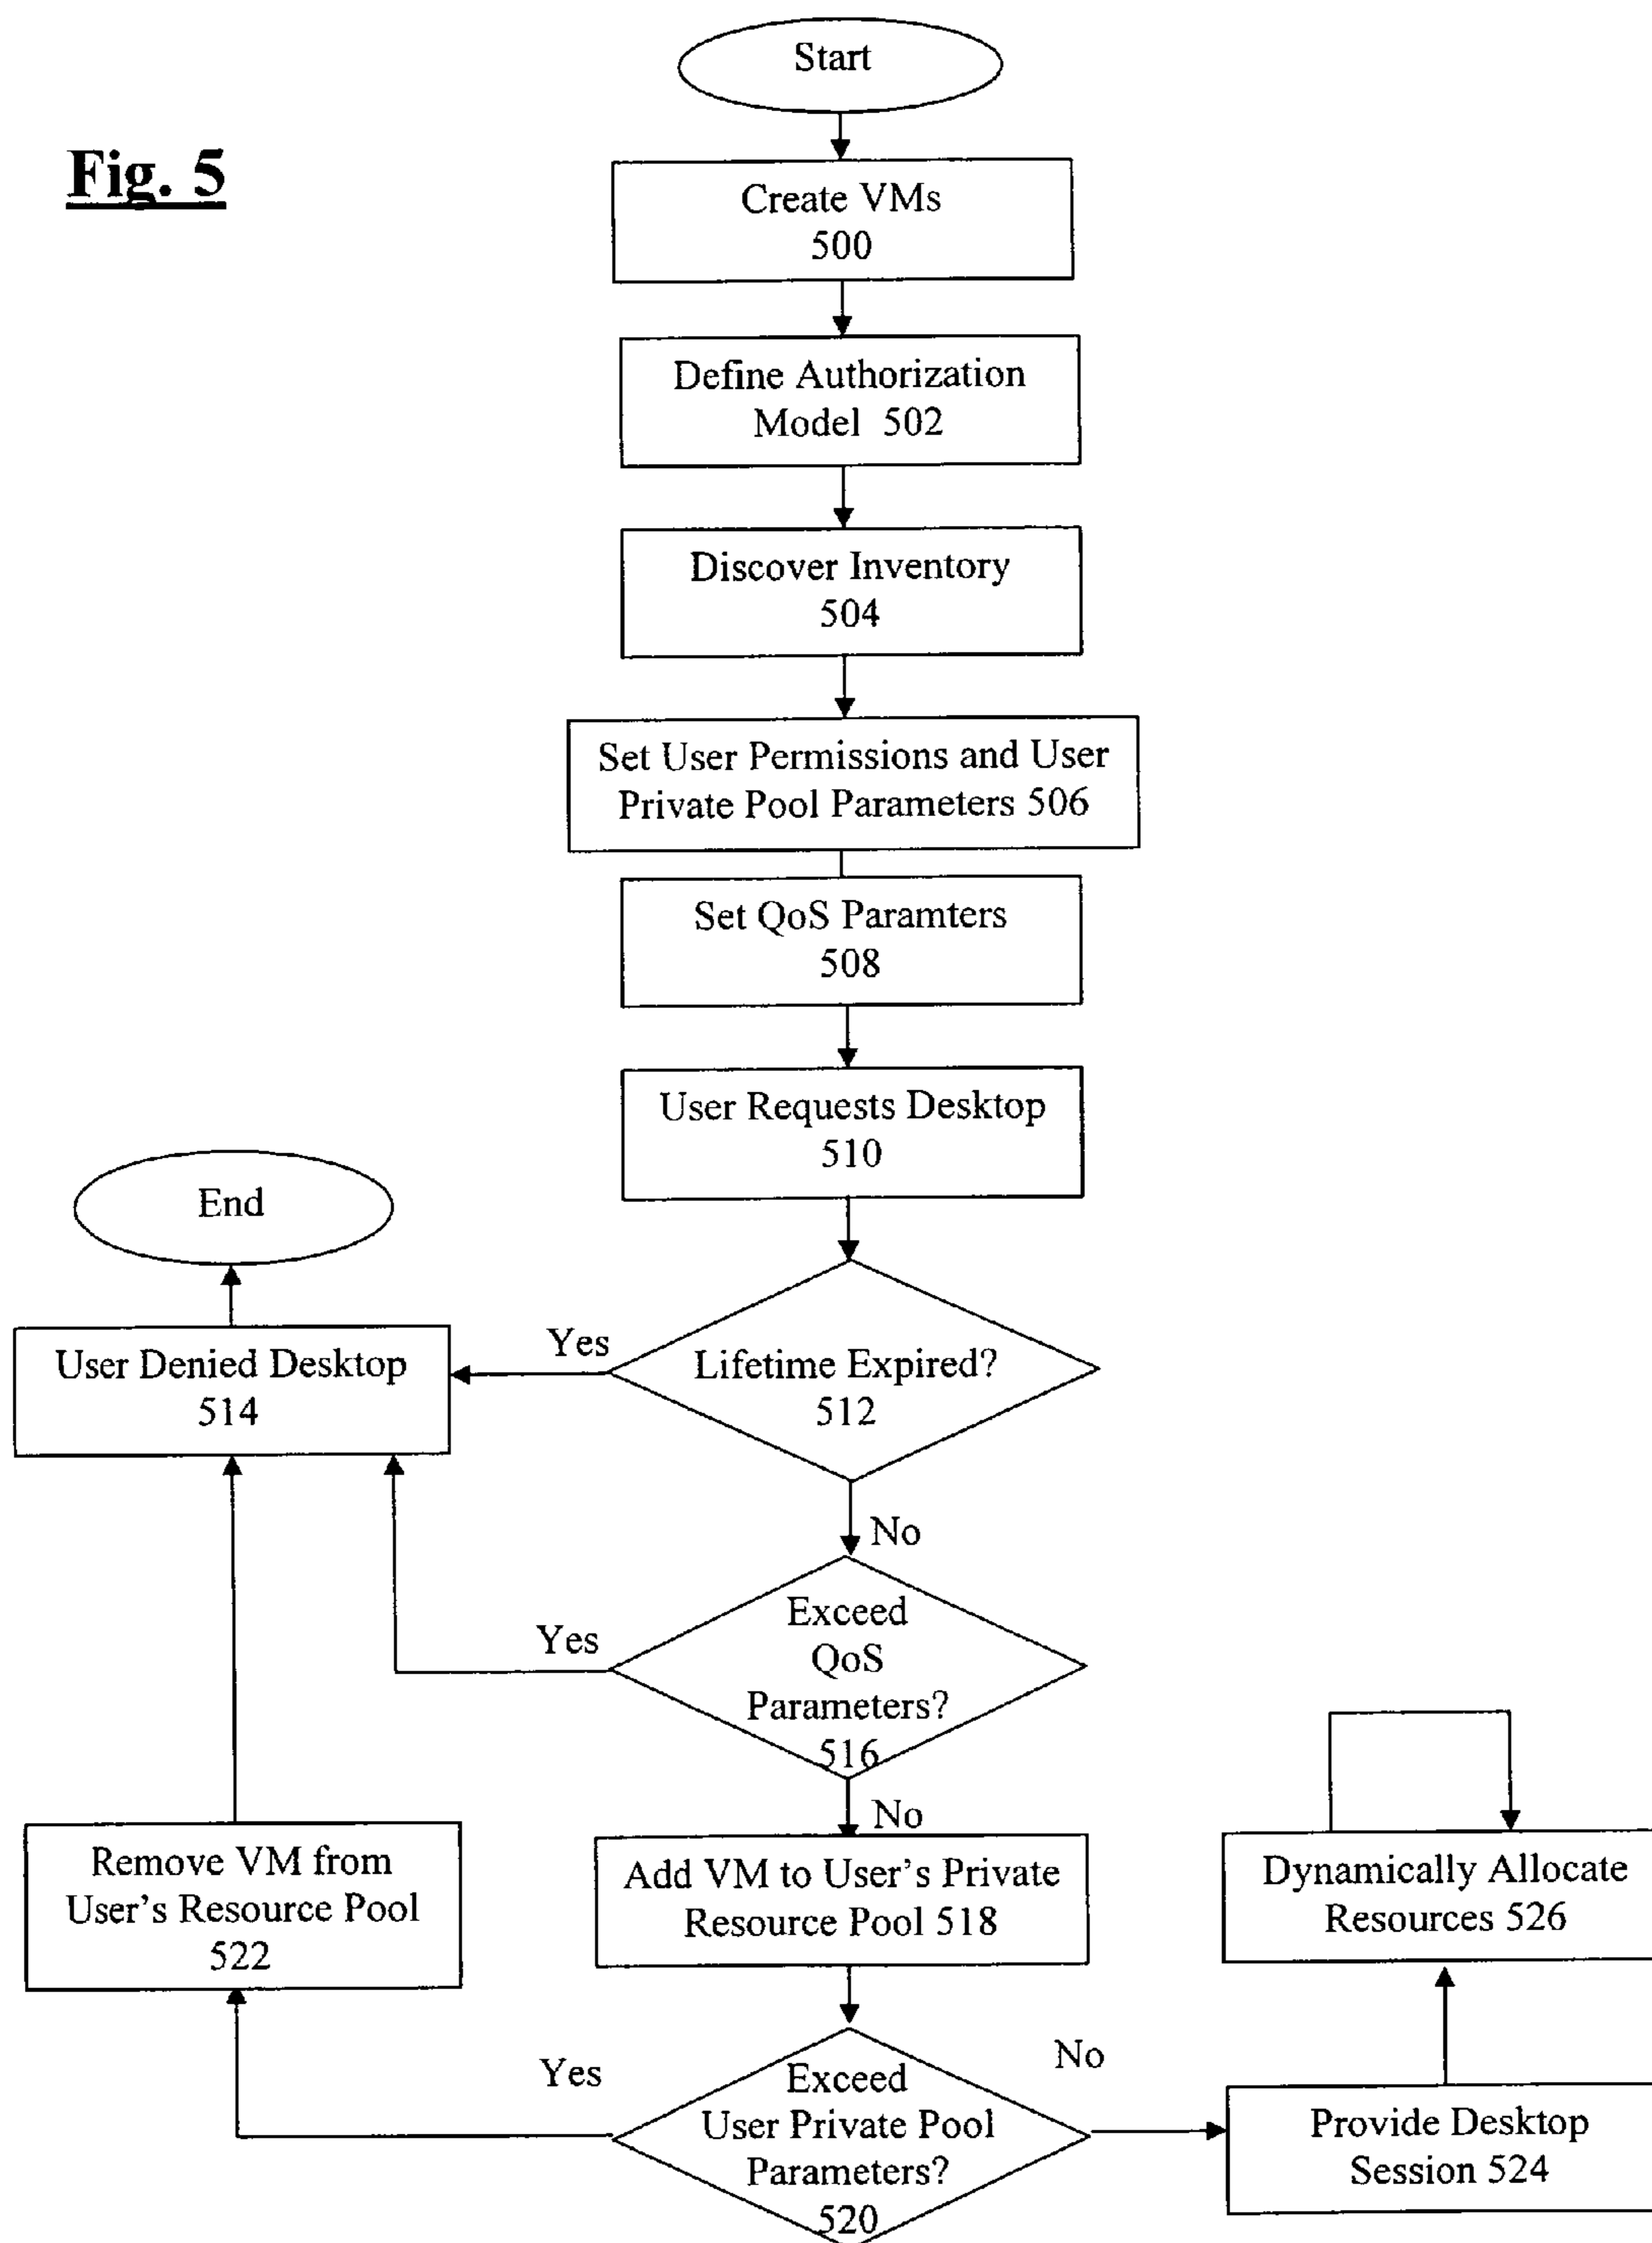 Start
Fig. 5
Create VMs
500
Define Authorization
Model 502
Discover Inventory
504
Set User Permissions and User
Private Pool Parameters 506
Set QoS Paramters
508
User Requests Desktop
510
End
Yes
User Denied Desktop
514
Lifetime Expired?
512
No
Exceed
QoS
Parameters?
516
Yes
No
Remove VM from
User's Resource Pool
522
Add VM to User's Private
Resource Pool 518
Dynamically Allocate
Resources 526
Yes
Exceed
User Private Pool
Parameters?
520
No
Provide Desktop
Session 524